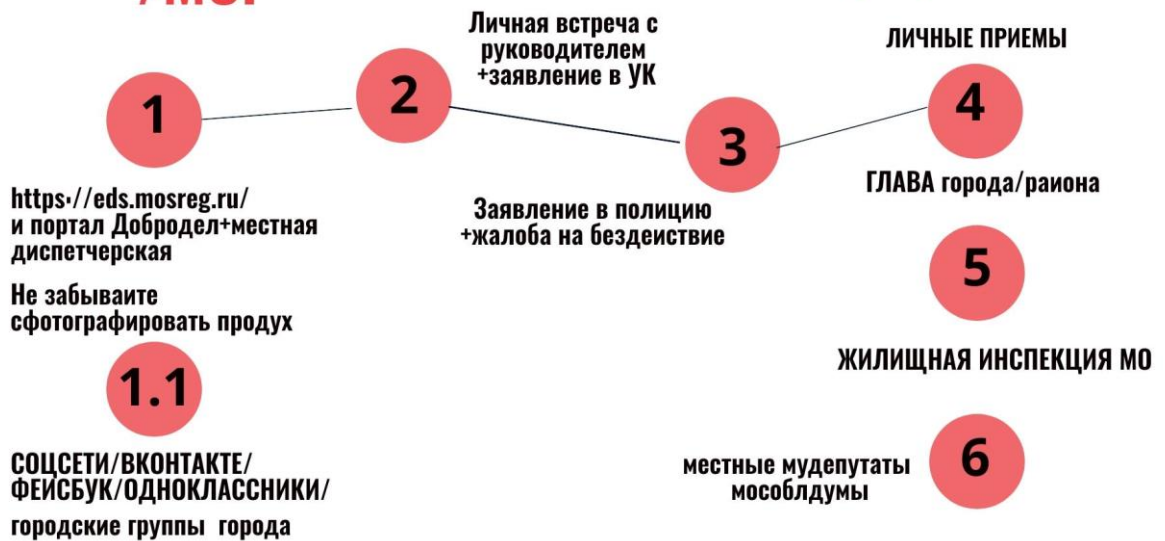 1
https://eds.mosreg.ru/
и портал Добродел+местная
диспетчерская
Не забываите
сфотографировать продух
1.1
СОЦСЕТИ/ВКОНТАКТЕ/
ФЕИСБУК/ОДНОКЛАССНИКИ/
городские группы города
2
Личная встреча с
руководителем
+заявление в УК
3
Заявление в полицию
+жалоба на бездеиствие
ЛИЧНЫЕ ПРИЕМЫ
4
ГЛАВА города/раиона
5
ЖИЛИЩНАЯ ИНСПЕКЦИЯ МО
6
местные мудепутаты
мособлдумы